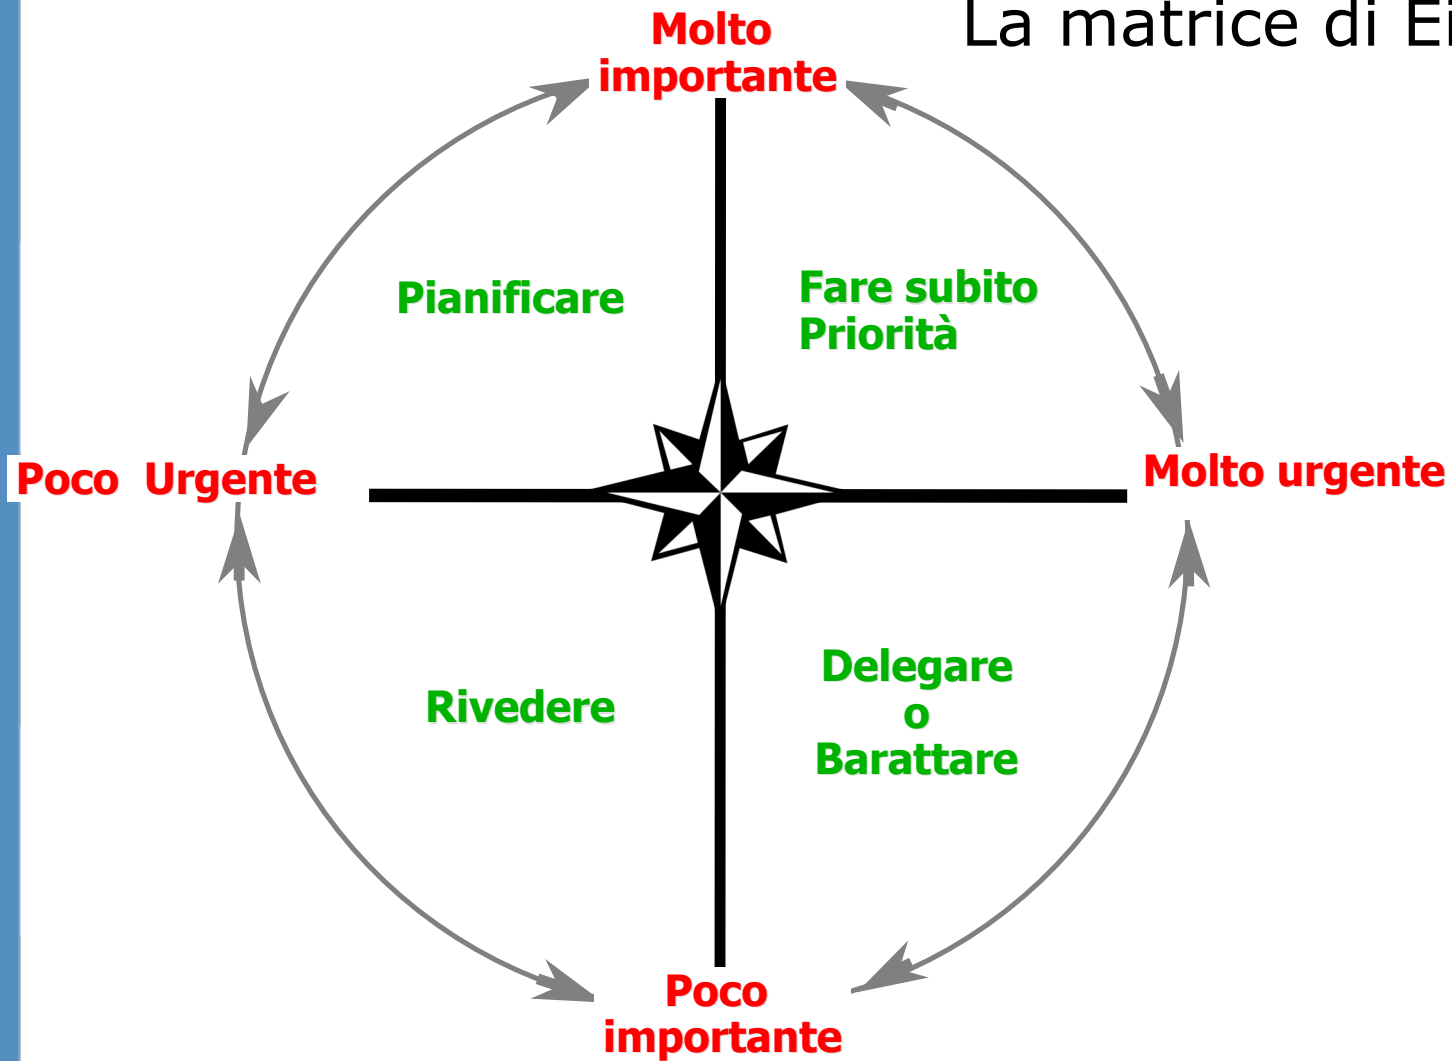 La matrice di Ei
Molto
importante
Pianificare
Fare subito
Priorità
Poco  Urgente
Molto urgente
Rivedere
Delegare
o
Barattare
Poco
importante